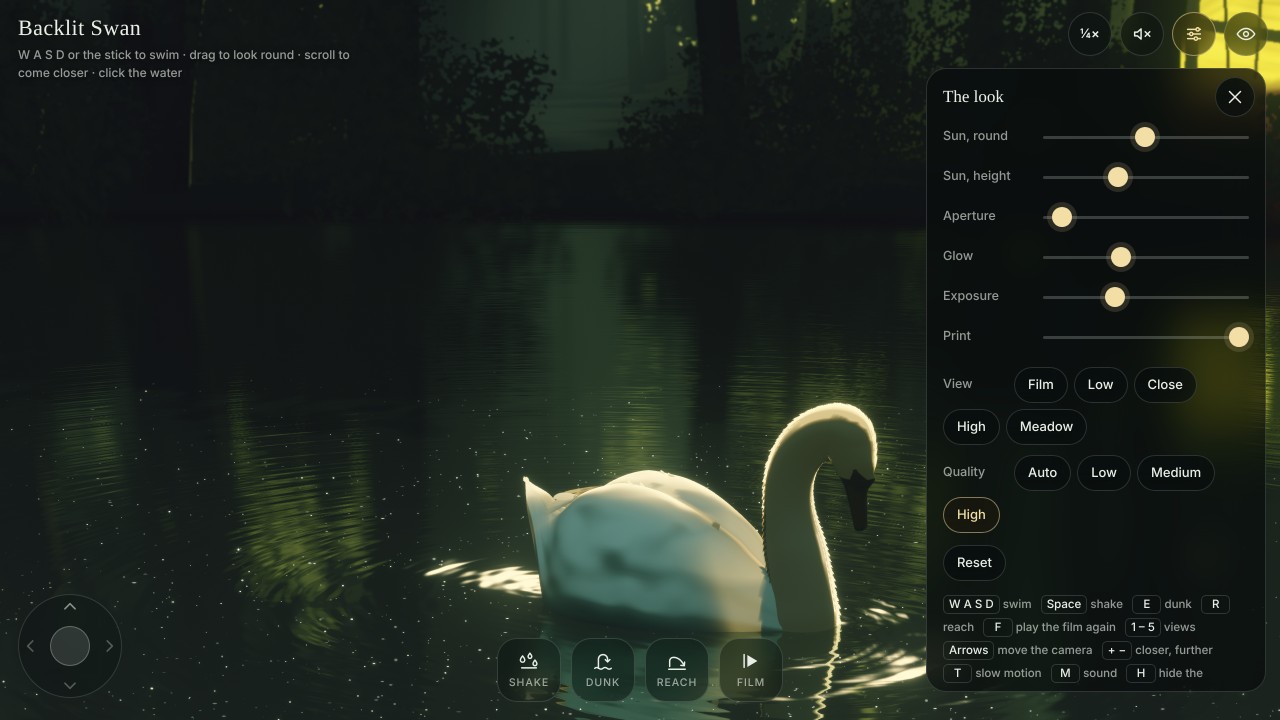 Backlit Swan
W A S D or the stick to swim · drag to look round · scroll to
come closer · click the water
¼×
The look
Sun, round
Sun, height
Aperture
Glow
Exposure
Print
View Film Low Close
High Meadow
Quality Auto Low Medium
High
Reset
W A S D swim Space shake E dunk R
reach F play the film again 1 – 5 views
Arrows move the camera + − closer, further
T slow motion M sound H hide the
SHAKE DUNK REACH FILM